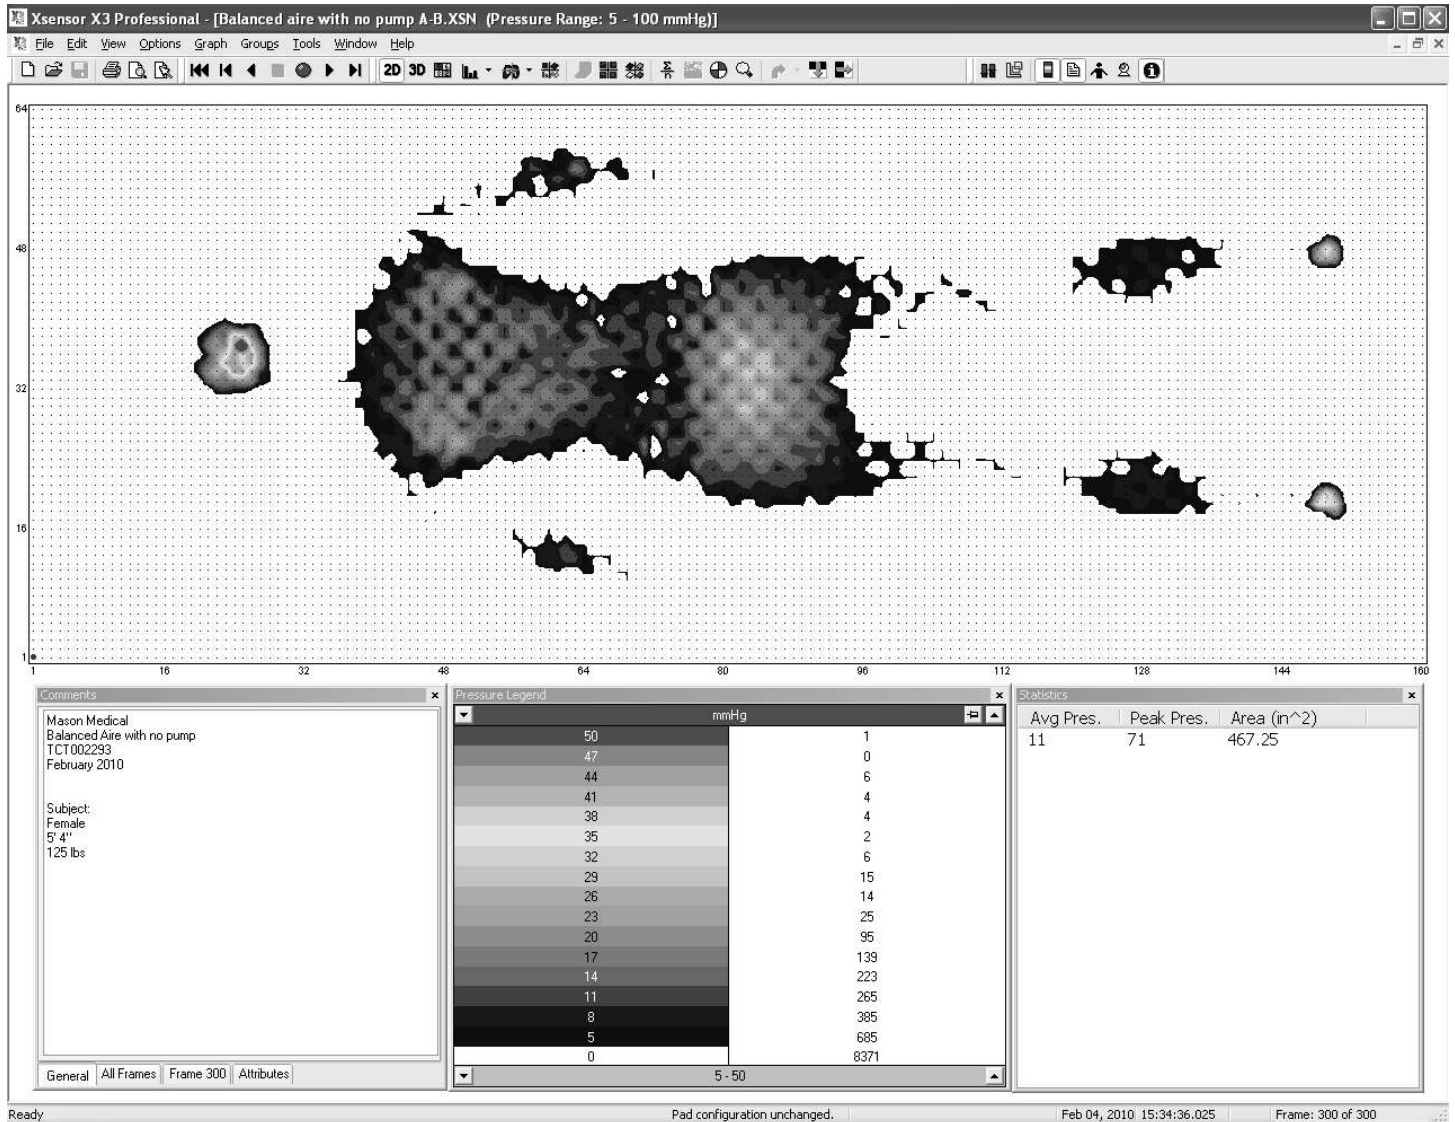 Xsensor X3 Professional - [Balanced aire with no pump A-B.XSN (Pressure Range: 5 - 100 mmHg)]
File Edit View Options Graph Groups Tools Window Help
2D 3D
64
48
32
16
1
1 16 32 48 64 80 96 112 128 144 160
Comments
Mason Medical
Balanced Aire with no pump
TCT002293
February 2010
Subject:
Female
5' 4''
125 lbs
General All Frames Frame 300 Attributes
Pressure Legend
mmHg
50 1
47 0
44 6
41 4
38 4
35 2
32 6
29 15
26 14
23 25
20 95
17 139
14 223
11 265
8 385
5 685
0 8371
5 - 50
Statistics
Avg Pres. Peak Pres. Area (in^2)
11 71 467.25
Ready Pad configuration unchanged. Feb 04, 2010 15:34:36.025 Frame: 300 of 300